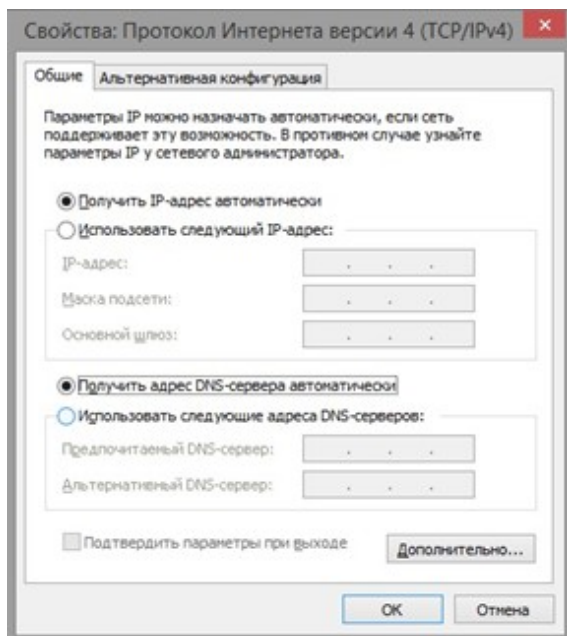 Свойства: Протокол Интернета версии 4 (TCP/IPv4)
Общие
Альтернативная конфигурация
Параметры IP можно назначать автоматически, если сеть
поддерживает эту возможность. В противном случае узнайте
параметры IP у сетевого администратора.
Получить IP-адрес автоматически
Использовать следующий IP-адрес:
IP-адрес:
Маска подсети:
Основной шлюз:
Получить адрес DNS-сервера автоматически
Использовать следующие адреса DNS-серверов:
Предпочитаемый DNS-сервер:
Альтернативный DNS-сервер:
Подтвердить параметры при выходе
Дополнительно...
OK
Отмена